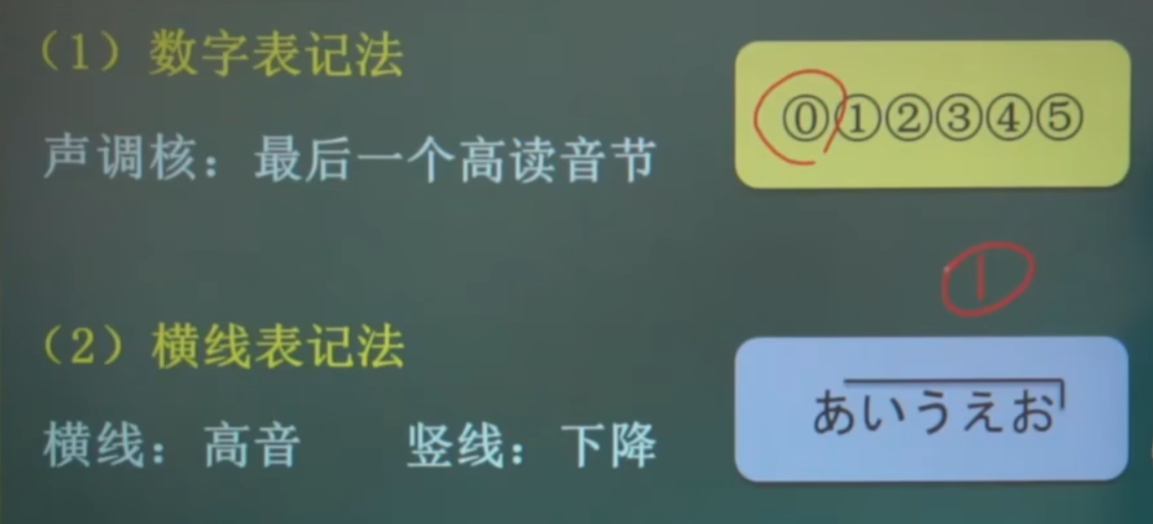 （1）数字表记法
⓪①②③④⑤
声调核：最后一个高读音节
①
（2）横线表记法
あいうえお
横线：高音 竖线：下降